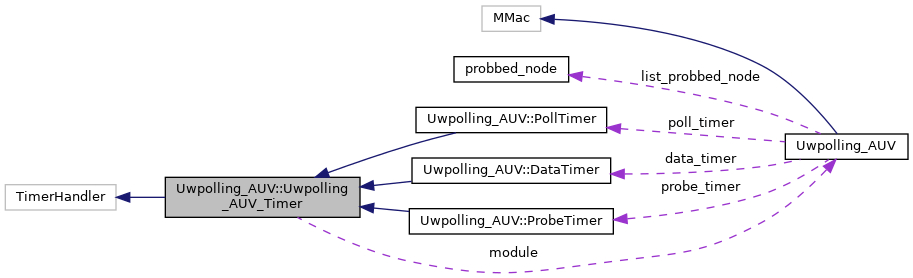 MMac
probbed_node
list_probbed_node
Uwpolling_AUV::PollTimer
poll_timer
Uwpolling_AUV
Uwpolling_AUV::DataTimer
data_timer
TimerHandler
Uwpolling_AUV::Uwpolling
_AUV_Timer
probe_timer
Uwpolling_AUV::ProbeTimer
module